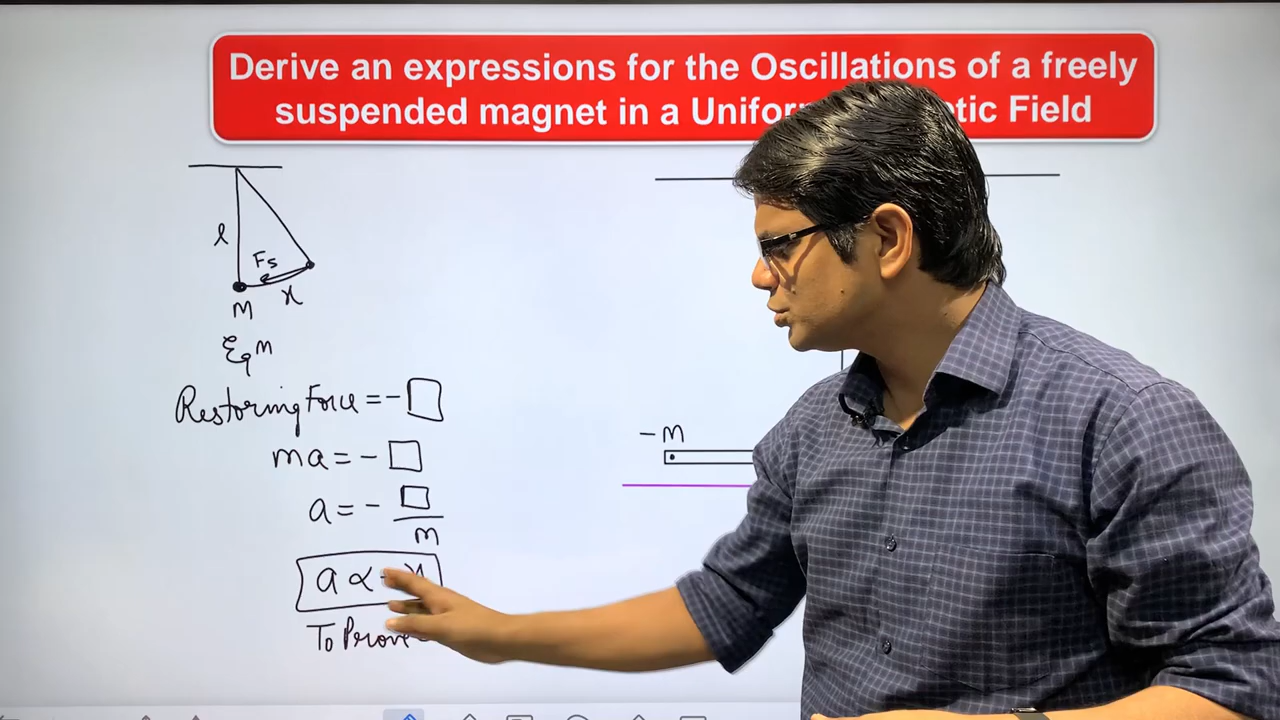 Derive an expressions for the Oscillations of a freely
suspended magnet in a Unifor tic Field
l
Fs
x
M
Eqm
Restoring Force = - □
ma = - □
a = - □
m
a ∝ - x
To Prove
-m